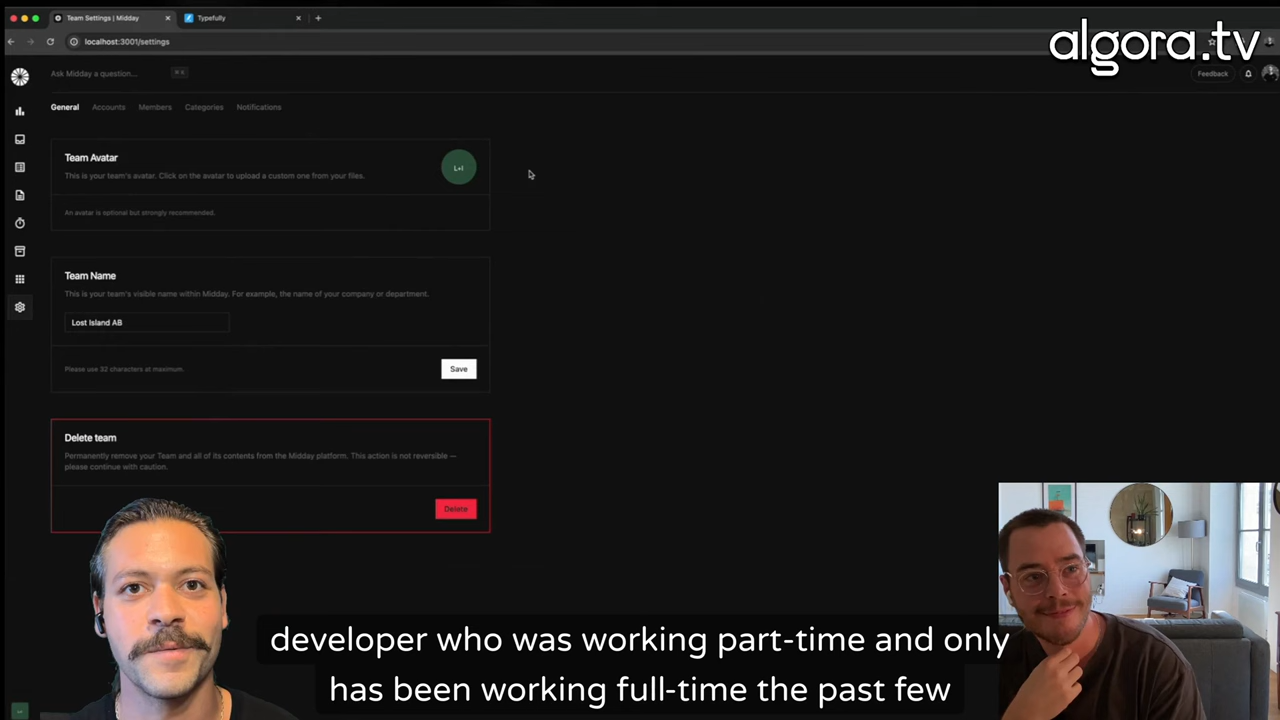 Team Settings | Midday
Typefully
localhost:3001/settings
algora.tv
Ask Midday a question...
⌘ K
Feedback
General
Accounts
Members
Categories
Notifications
Team Avatar
This is your team's avatar. Click on the avatar to upload a custom one from your files.
L+I
An avatar is optional but strongly recommended.
Team Name
This is your team's visible name within Midday. For example, the name of your company or department.
Lost Island AB
Please use 32 characters at maximum.
Save
Delete team
Permanently remove your Team and all of its contents from the Midday platform. This action is not reversible —
please continue with caution.
Delete
developer who was working part-time and only
has been working full-time the past few